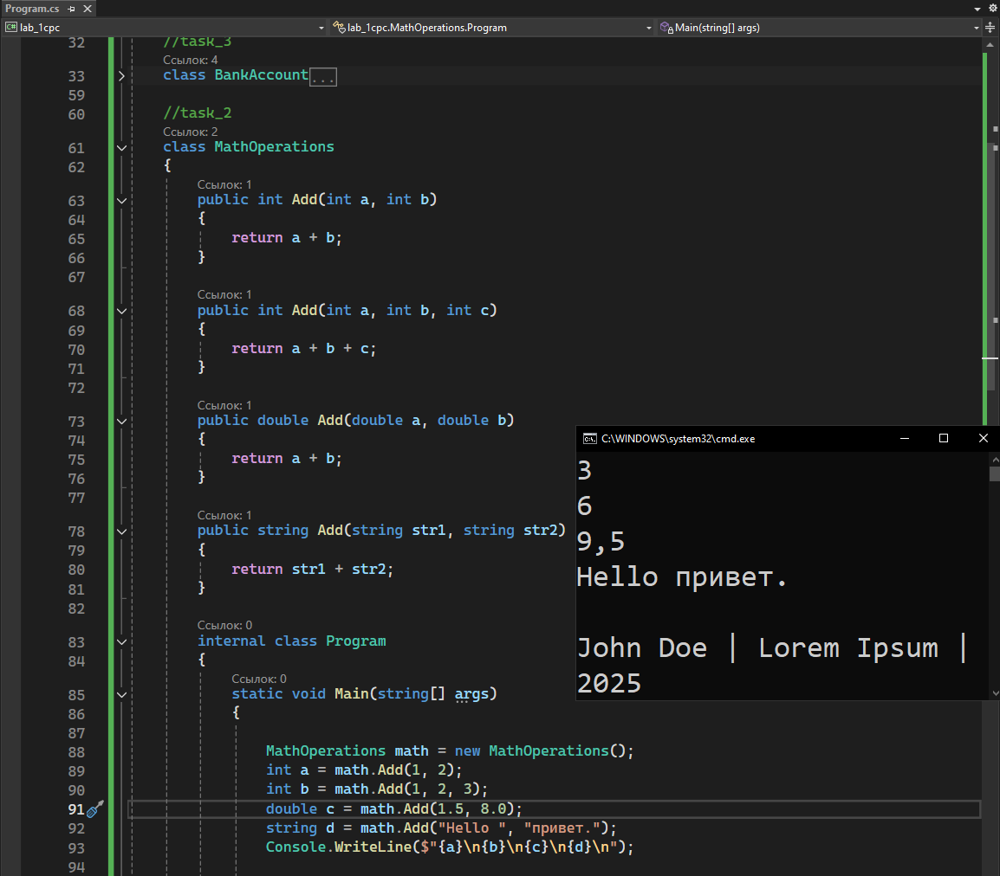 Program.cs
lab_1cpc
lab_1cpc.MathOperations.Program
Main(string[] args)
32 //task_3
Ссылок: 4
33 class BankAccount...
59
60 //task_2
Ссылок: 2
61 class MathOperations
62 {
Ссылок: 1
63 public int Add(int a, int b)
64 {
65 return a + b;
66 }
67
Ссылок: 1
68 public int Add(int a, int b, int c)
69 {
70 return a + b + c;
71 }
72
Ссылок: 1
73 public double Add(double a, double b)
74 {
75 return a + b;
76 }
77
Ссылок: 1
78 public string Add(string str1, string str2)
79 {
80 return str1 + str2;
81 }
82
Ссылок: 0
83 internal class Program
84 {
Ссылок: 0
85 static void Main(string[] args)
86 {
87
88 MathOperations math = new MathOperations();
89 int a = math.Add(1, 2);
90 int b = math.Add(1, 2, 3);
91 double c = math.Add(1.5, 8.0);
92 string d = math.Add("Hello ", "привет.");
93 Console.WriteLine($"{a}\n{b}\n{c}\n{d}\n");
94
C:\WINDOWS\system32\cmd.exe
3
6
9,5
Hello привет.
John Doe | Lorem Ipsum |
2025